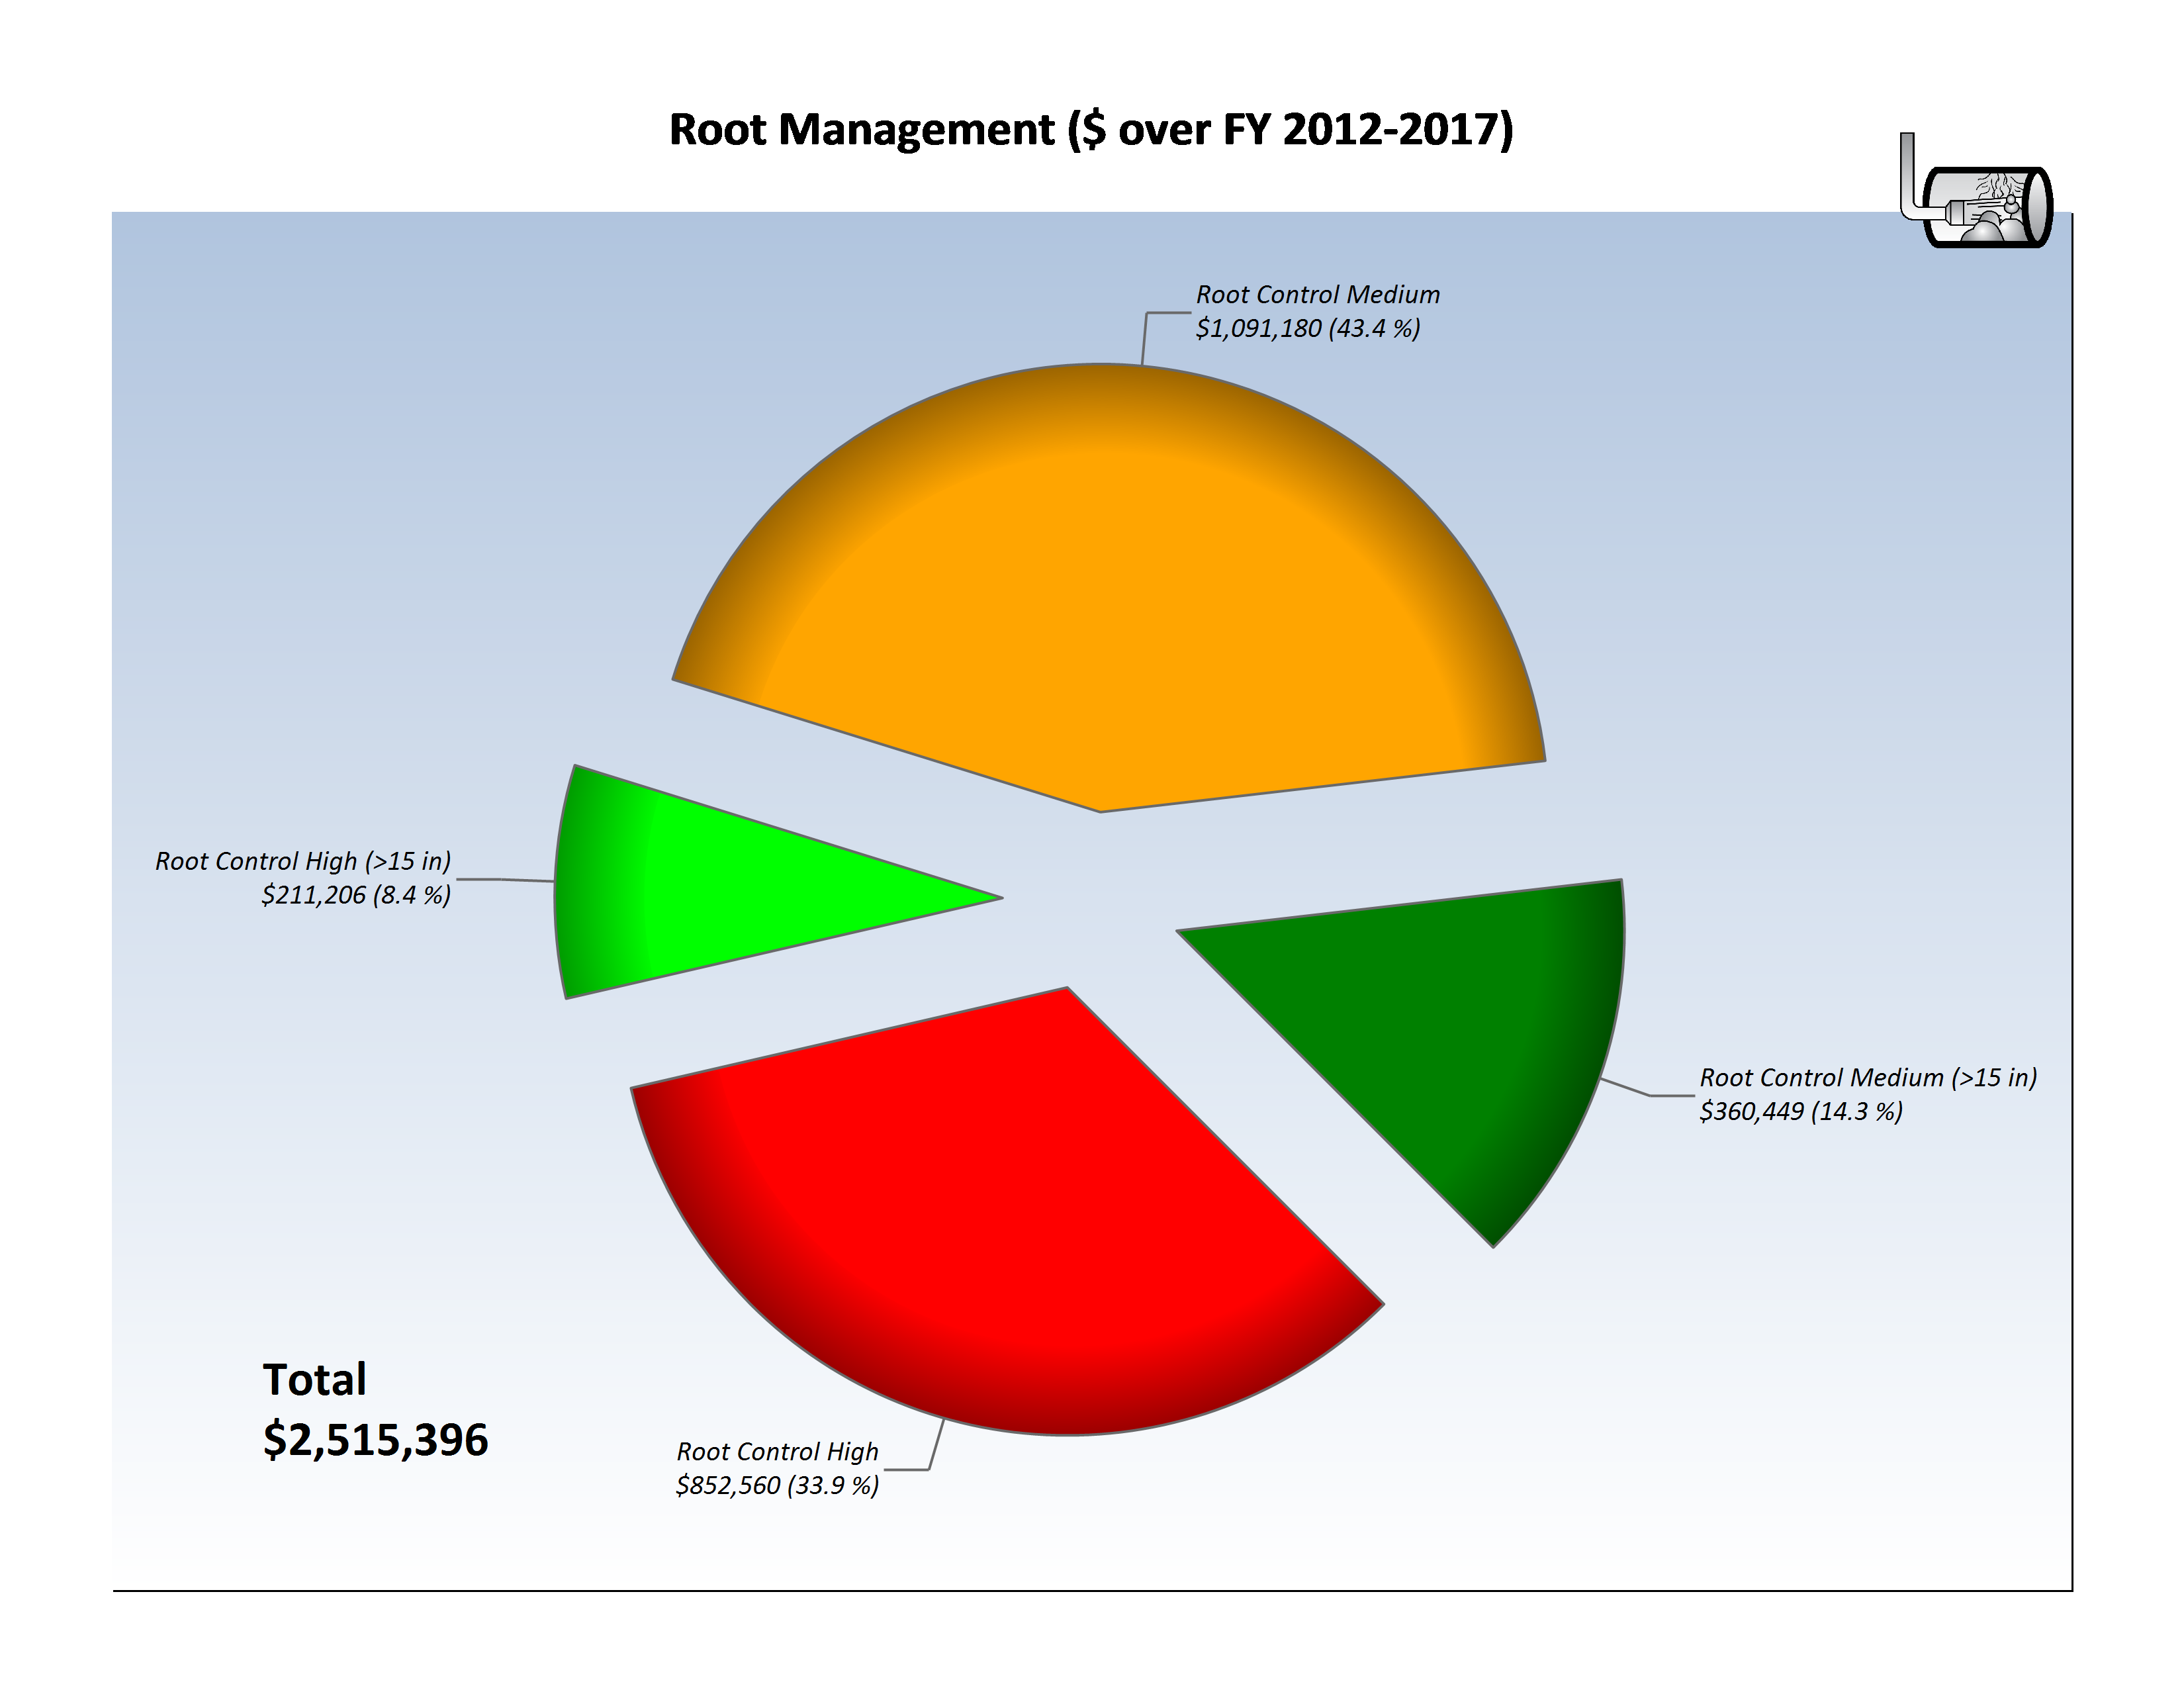 Root Management ($ over FY 2012-2017)
Root Control Medium
$1,091,180 (43.4 %)
Root Control High (>15 in)
$211,206 (8.4 %)
Root Control Medium (>15 in)
$360,449 (14.3 %)
Total
$2,515,396
Root Control High
$852,560 (33.9 %)